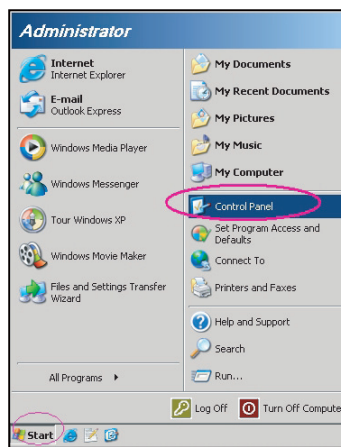 Administrator
Internet
Internet Explorer
E-mail
Outlook Express
Windows Media Player
Windows Messenger
Tour Windows XP
Windows Movie Maker
Files and Settings Transfer
Wizard
All Programs
My Documents
My Recent Documents
My Pictures
My Music
My Computer
Control Panel
Set Program Access and
Defaults
Connect To
Printers and Faxes
Help and Support
Search
Run...
Log Off
Turn Off Compute
Start